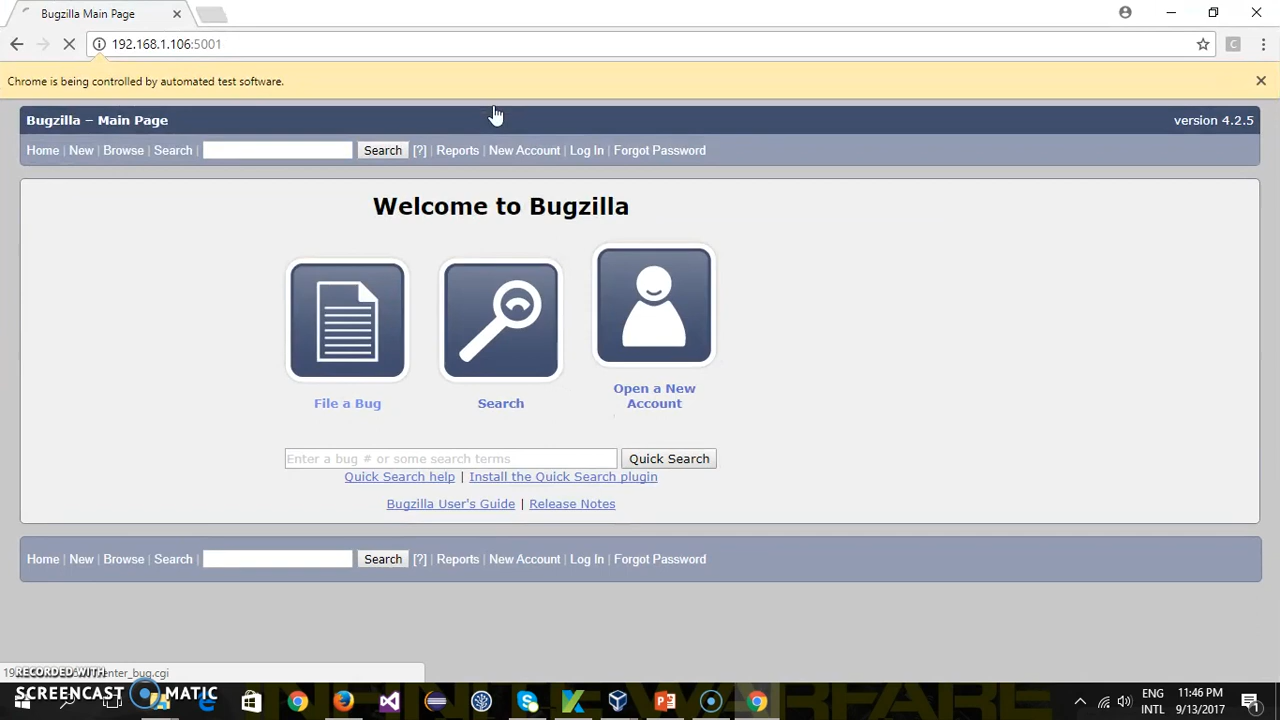 Bugzilla Main Page
192.168.1.106:5001
C
Chrome is being controlled by automated test software.
Bugzilla – Main Page
version 4.2.5
Home | New | Browse | Search | Search [?] | Reports | New Account | Log In | Forgot Password
Welcome to Bugzilla
File a Bug
Search
Open a New
Account
Enter a bug # or some search terms
Quick Search
Quick Search help | Install the Quick Search plugin
Bugzilla User's Guide | Release Notes
Home | New | Browse | Search | Search [?] | Reports | New Account | Log In | Forgot Password
RECORDED WITH
enter_bug.cgi
SCREENCAST MATIC
ENG
INTL
11:46 PM
9/13/2017
1